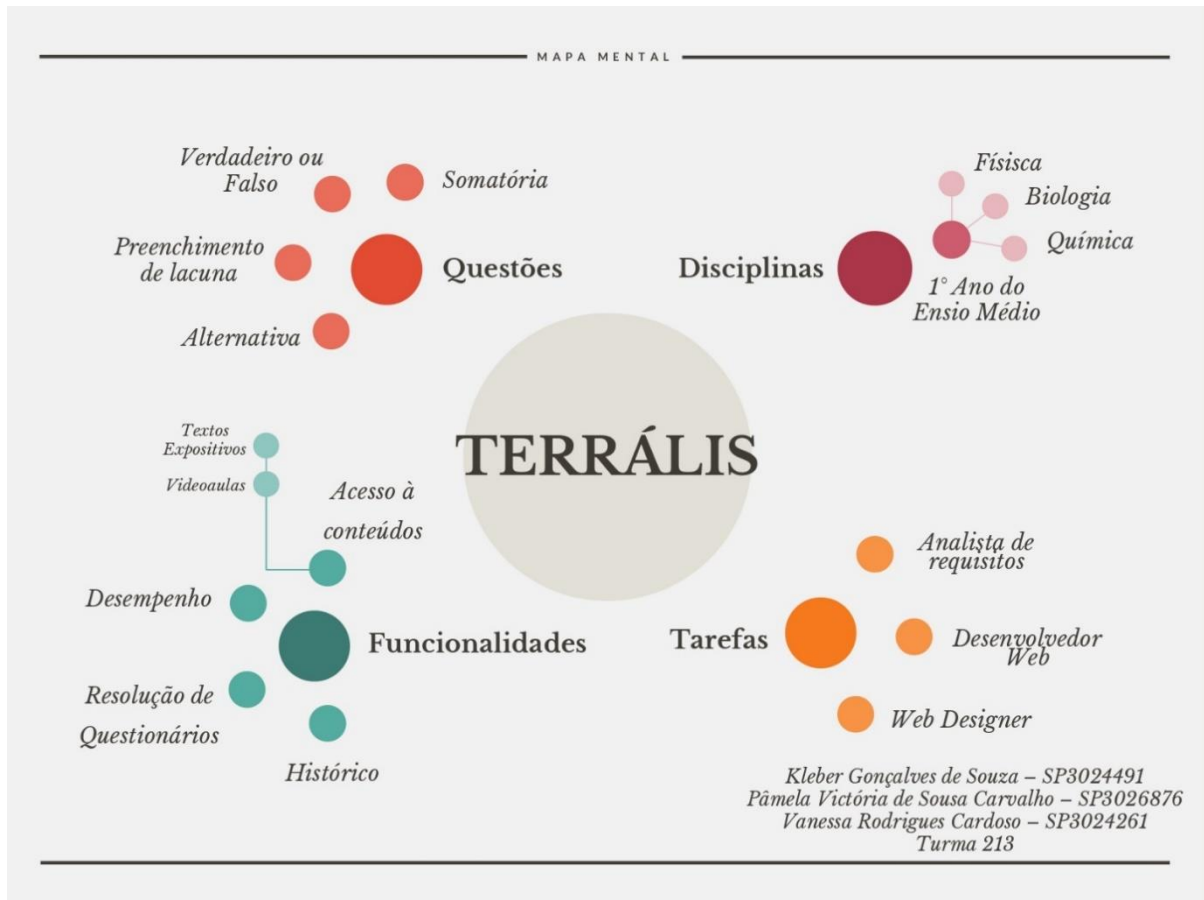 MAPA MENTAL
Verdadeiro ou
Falso
Somatória
Preenchimento
de lacuna
Questões
Alternativa
Físisca
Biologia
Química
Disciplinas
1° Ano do
Ensio Médio
TERRÁLIS
Textos
Expositivos
Videoaulas
Acesso à
conteúdos
Desempenho
Funcionalidades
Resolução de
Questionários
Histórico
Analista de
requisitos
Tarefas
Desenvolvedor
Web
Web Designer
Kleber Gonçalves de Souza – SP3024491
Pâmela Victória de Sousa Carvalho – SP3026876
Vanessa Rodrigues Cardoso – SP3024261
Turma 213